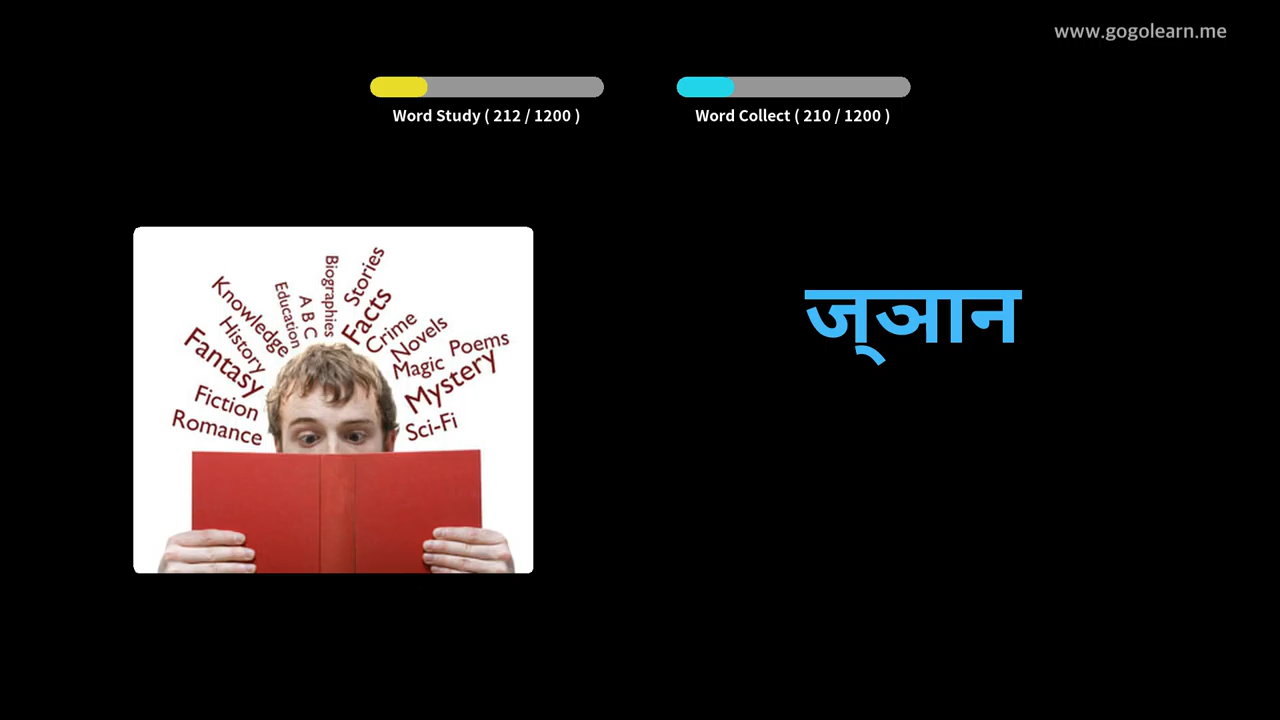 www.gogolearn.me
Word Study ( 212 / 1200 )
Word Collect ( 210 / 1200 )
Biographies
Stories
Education
A B C
Facts
Knowledge
Crime
History
Novels
Poems
Fantasy
Magic
Mystery
Fiction
Romance
Sci-Fi
ज्‌ञान